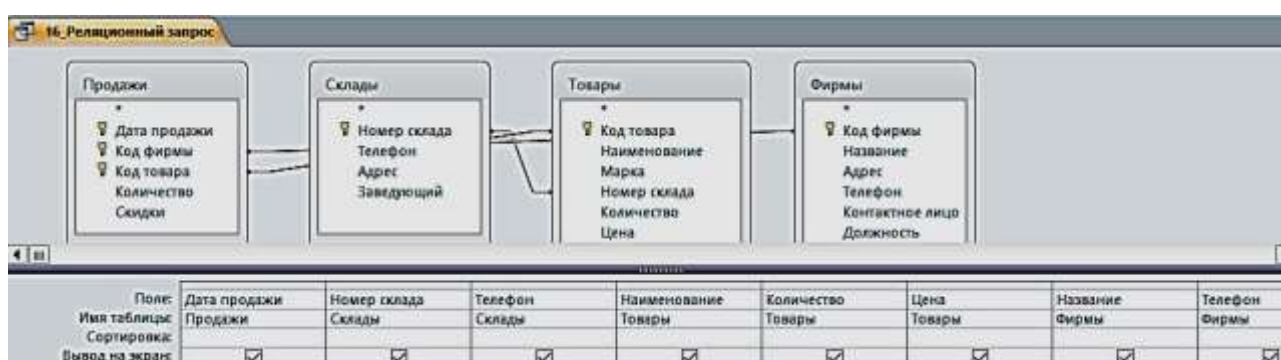 16_Реляционный запрос
Продажи
*
Дата продажи
Код фирмы
Код товара
Количество
Скидки
Склады
*
Номер склада
Телефон
Адрес
Заведующий
Товары
*
Код товара
Наименование
Марка
Номер склада
Количество
Цена
Фирмы
*
Код фирмы
Название
Адрес
Телефон
Контактное лицо
Должность
Поле: Дата продажи Номер склада Телефон Наименование Количество Цена Название Телефон
Имя таблицы: Продажи Склады Склады Товары Товары Товары Фирмы Фирмы
Сортировка:
Вывод на экран: